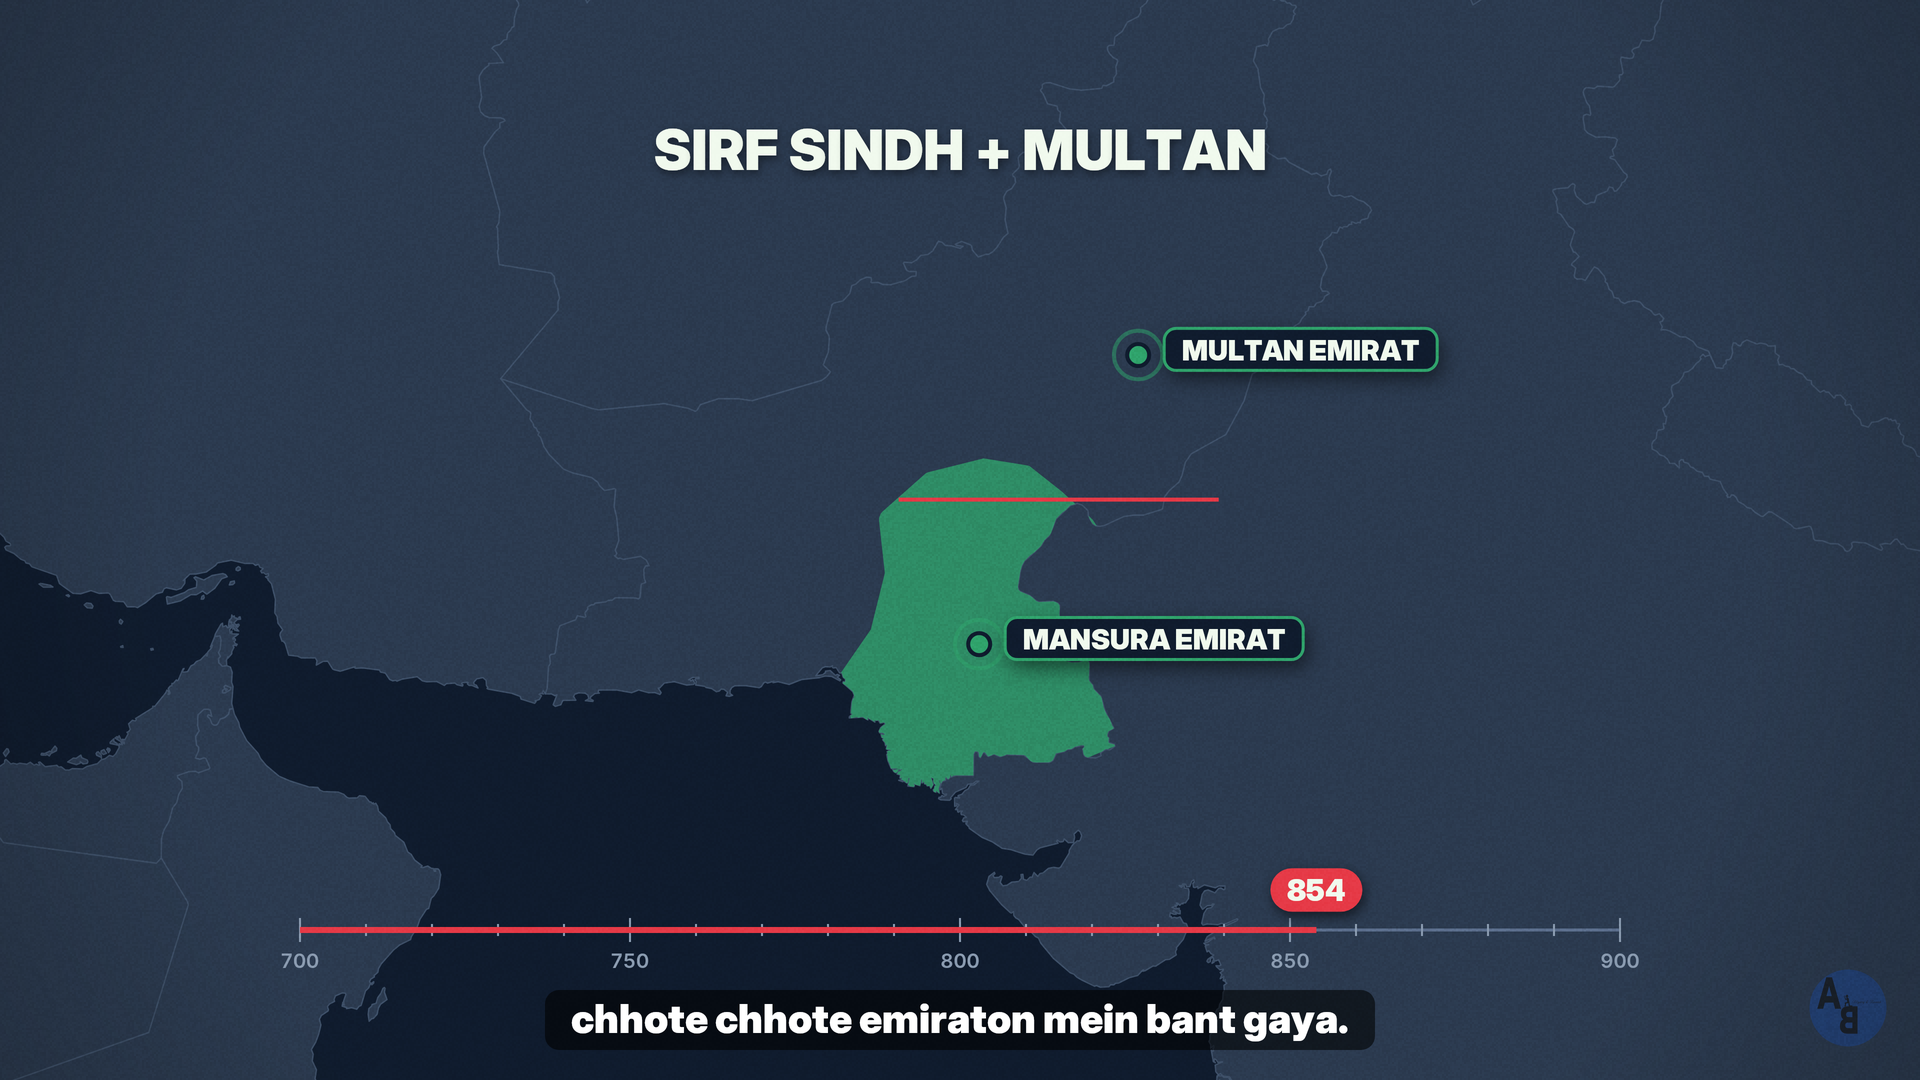 SIRF SINDH + MULTAN
MULTAN EMIRAT
MANSURA EMIRAT
854
700 750 800 850 900
chhote chhote emiraton mein bant gaya.
A
B